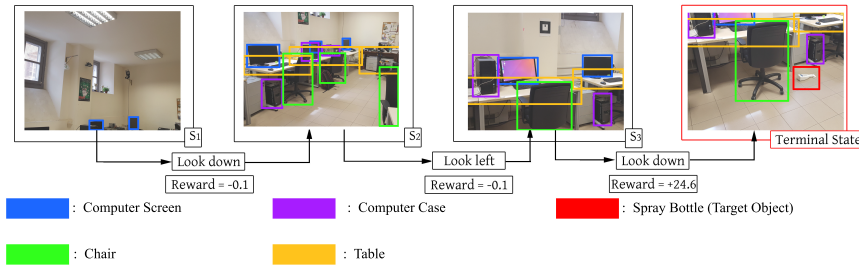 S1
S2
S3
Terminal State
Look down
Look left
Look down
Reward = -0.1
Reward = -0.1
Reward = +24.6
: Computer Screen
: Computer Case
: Spray Bottle (Target Object)
: Chair
: Table